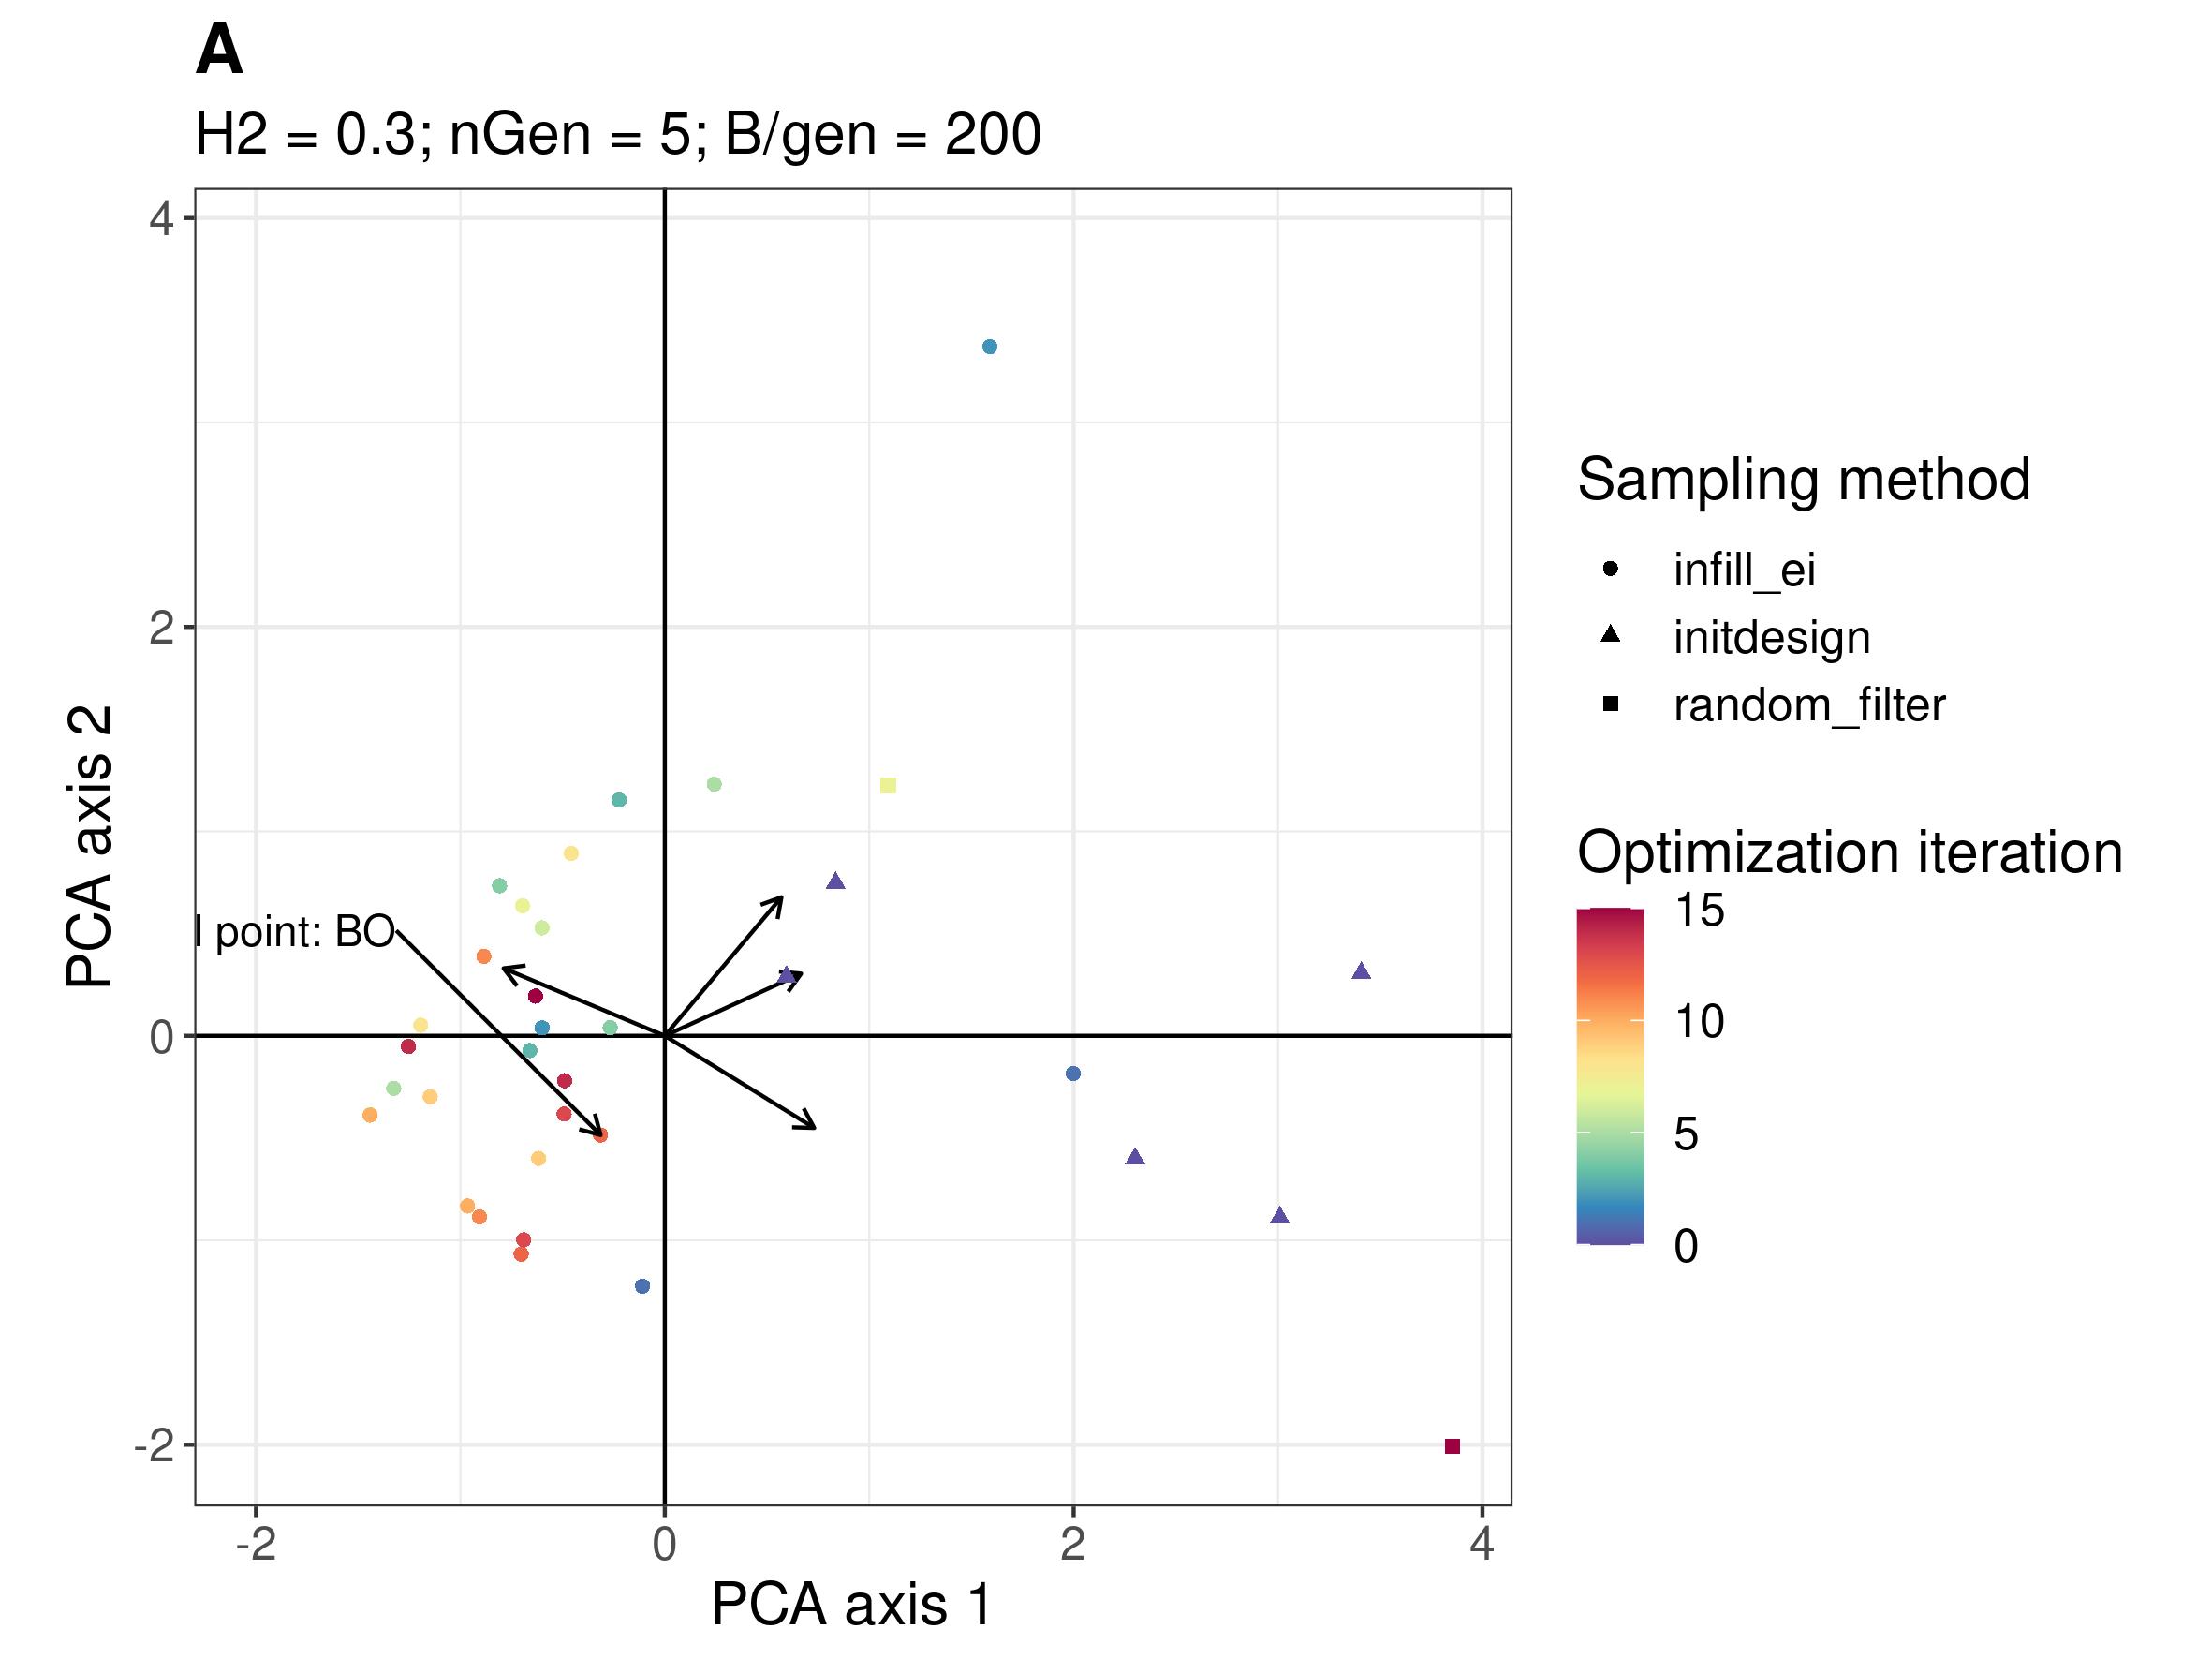 A
H2 = 0.3; nGen = 5; B/gen = 200
4
2
0
-2
PCA axis 2
point: BO
-2
0
2
4
PCA axis 1
Sampling method
infill_ei
initdesign
random_filter
Optimization iteration
15
10
5
0